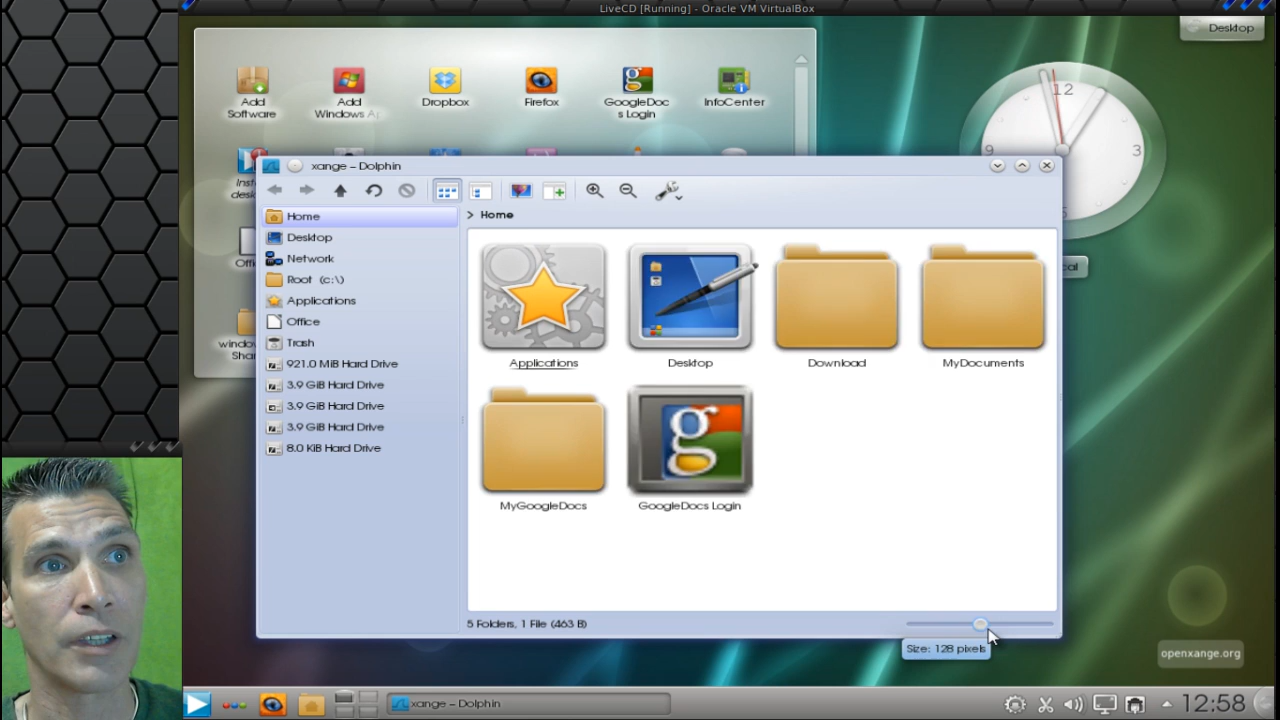 LiveCD [Running] - Oracle VM VirtualBox
Desktop
Add
Software
Add
Windows Ap
Dropbox
Firefox
GoogleDoc
s Login
InfoCenter
12
3
9
xange – Dolphin
Home
Desktop
Network
Root (c:\)
Applications
Office
Trash
921.0 MiB Hard Drive
3.9 GiB Hard Drive
3.9 GiB Hard Drive
3.9 GiB Hard Drive
8.0 KiB Hard Drive
> Home
Applications
Desktop
Download
MyDocuments
MyGoogleDocs
GoogleDocs Login
5 Folders, 1 File (463 B)
Size: 128 pixels
openxange.org
xange – Dolphin
12:58